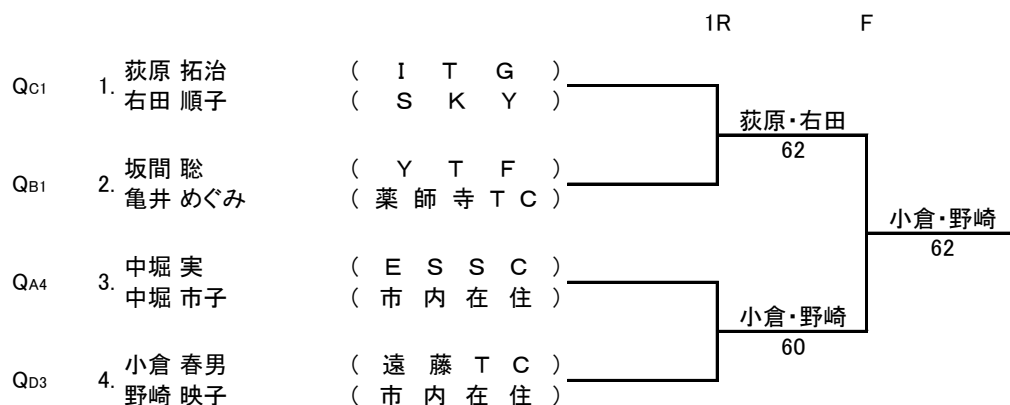 1R F
QC1 1. 荻原 拓治 ( I T G )
右田 順子 ( S K Y )
荻原・右田
62
QB1 2. 坂間 聡 ( Y T F )
亀井 めぐみ ( 薬 師 寺 T C )
小倉・野崎
62
QA4 3. 中堀 実 ( E S S C )
中堀 市子 ( 市 内 在 住 )
小倉・野崎
60
QD3 4. 小倉 春男 ( 遠 藤 T C )
野崎 映子 ( 市 内 在 住 )